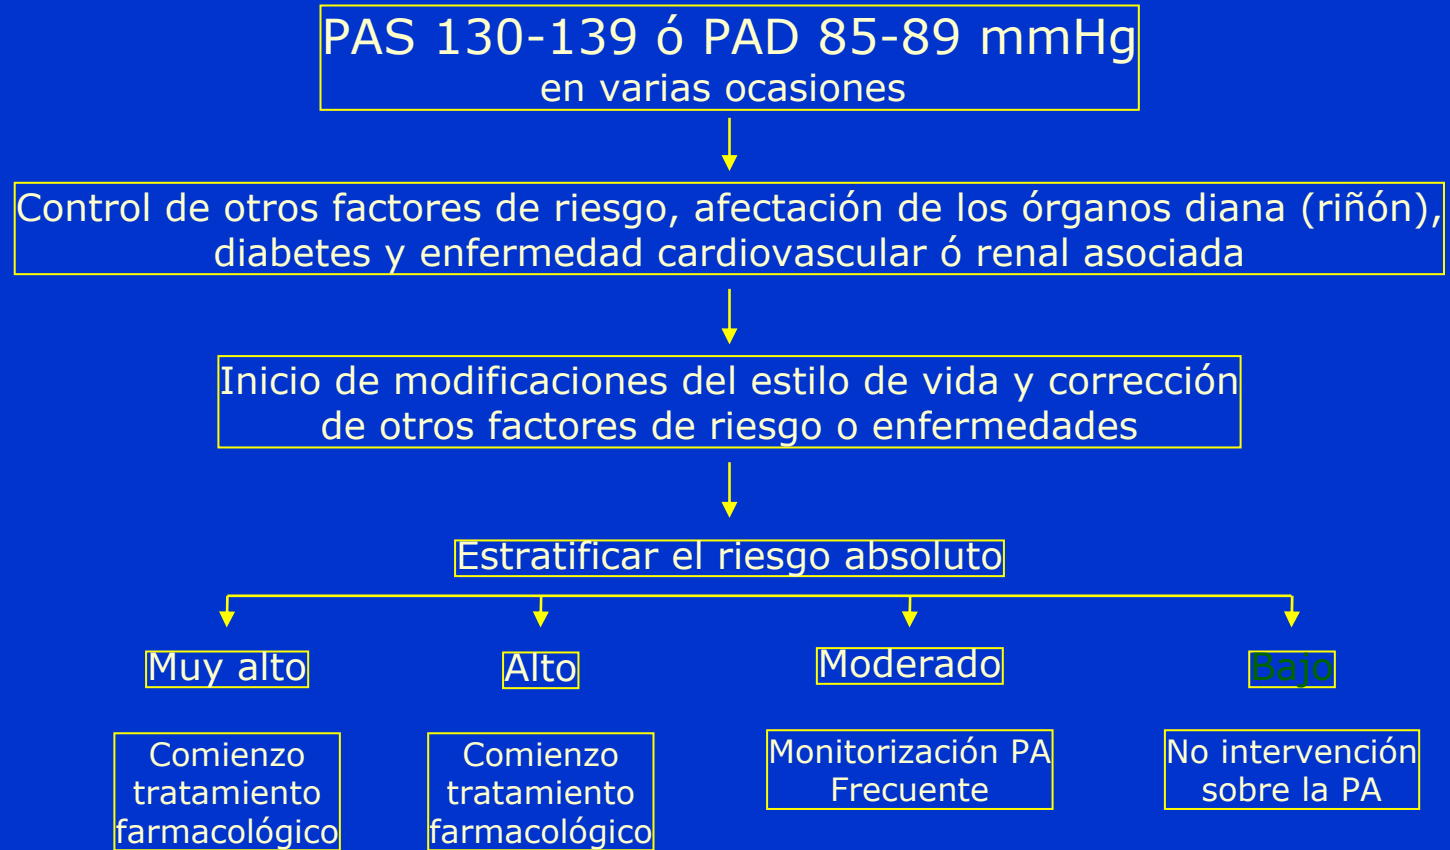 PAS 130-139 ó PAD 85-89 mmHg
en varias ocasiones
Control de otros factores de riesgo, afectación de los órganos diana (riñón),
diabetes y enfermedad cardiovascular ó renal asociada
Inicio de modificaciones del estilo de vida y corrección
de otros factores de riesgo o enfermedades
Estratificar el riesgo absoluto
Muy alto
Alto
Moderado
Bajo
Comienzo
tratamiento
farmacológico
Comienzo
tratamiento
farmacológico
Monitorización PA
Frecuente
No intervención
sobre la PA